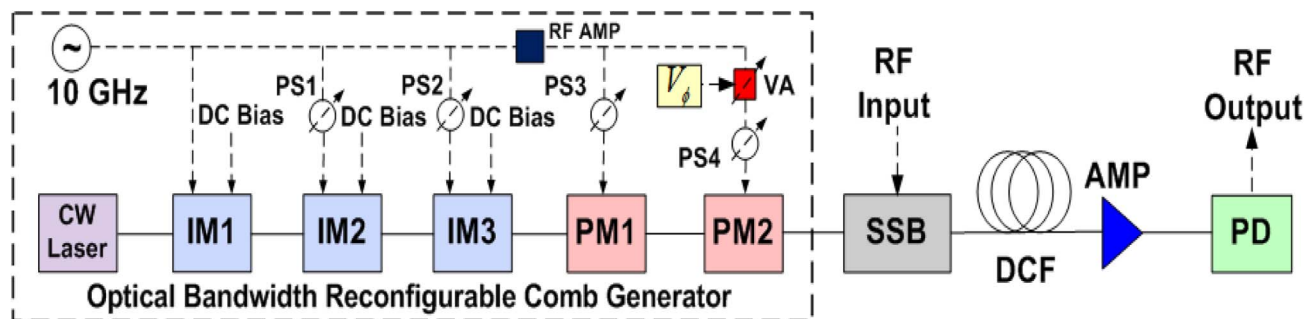 ~
10 GHz
RF AMP
PS1
PS2
PS3
V_ϕ
VA
PS4
DC Bias
DC Bias
DC Bias
CW
Laser
IM1
IM2
IM3
PM1
PM2
Optical Bandwidth Reconfigurable Comb Generator
RF
Input
SSB
DCF
AMP
RF
Output
PD